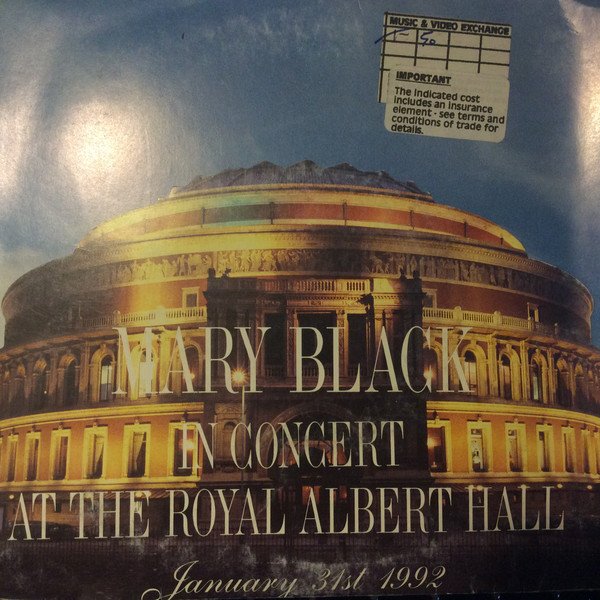 MUSIC & VIDEO EXCHANGE
IMPORTANT
The indicated cost
includes an insurance
element - see terms and
conditions of trade for
details.
MARY BLACK
IN CONCERT
AT THE ROYAL ALBERT HALL
January 31st 1992